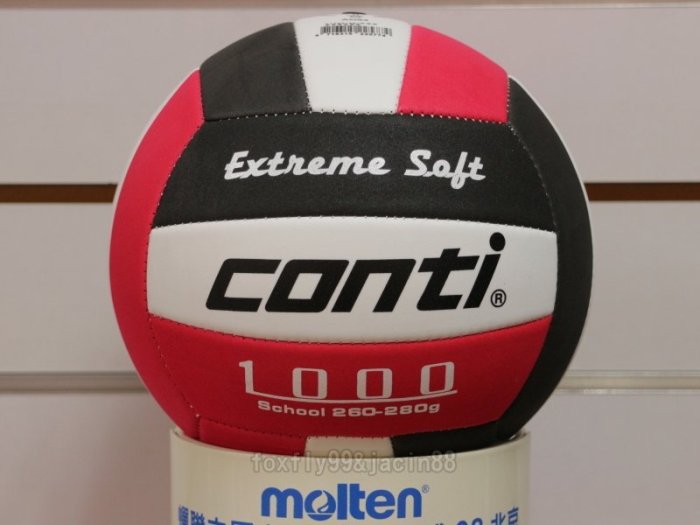 Extreme Soft
conti®
1000
School 260-280g
foxfly99&jacin88
molten®